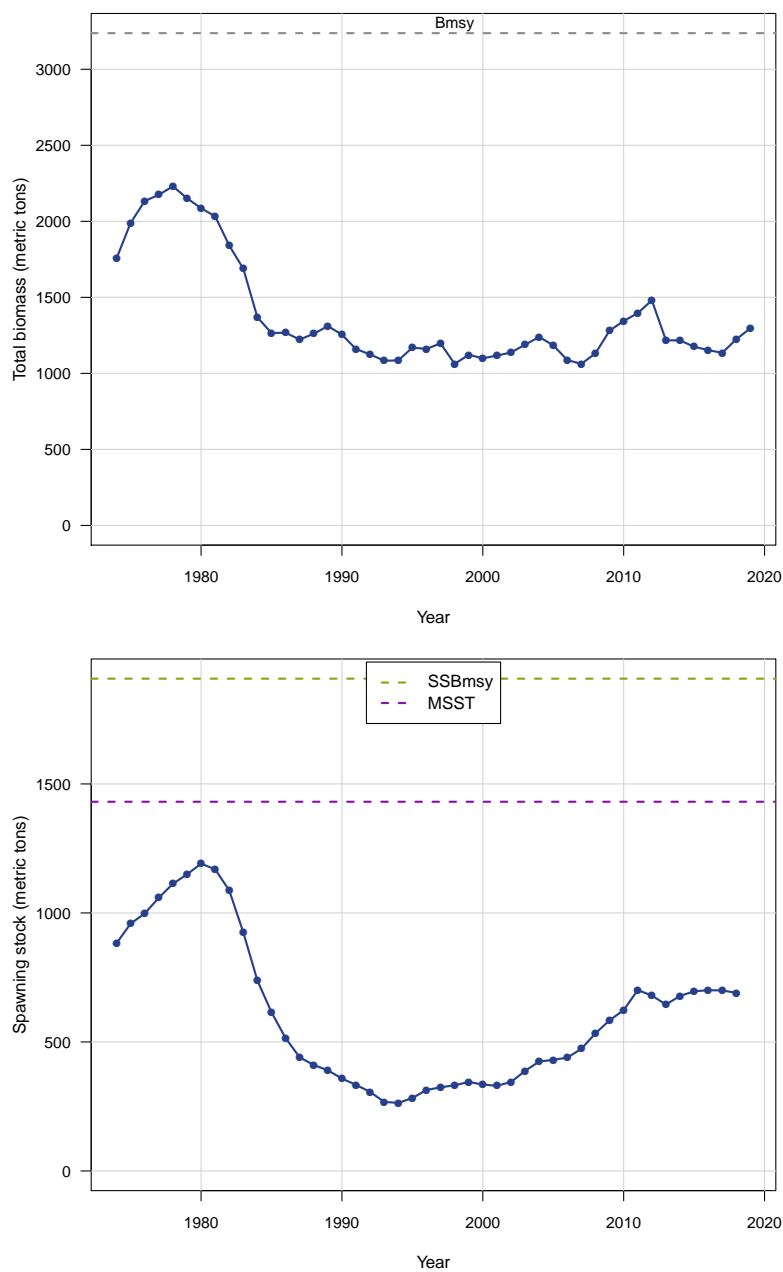 Bmsy
Total biomass (metric tons)
3000
2500
2000
1500
1000
500
0
1980 1990 2000 2010 2020
Year
SSBmsy
MSST
Spawning stock (metric tons)
1500
1000
500
0
1980 1990 2000 2010 2020
Year